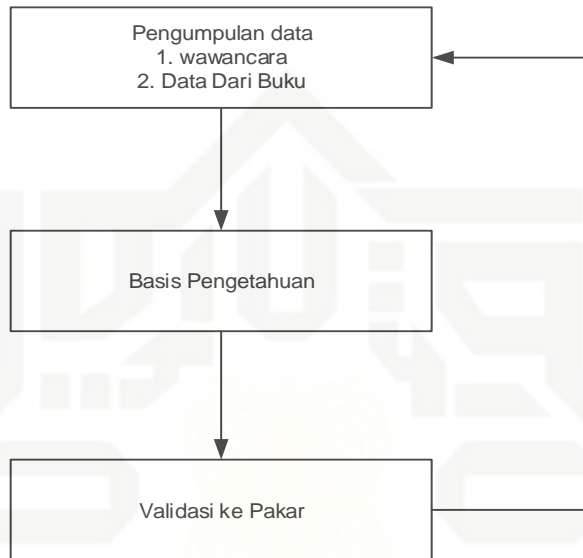 Pengumpulan data
1. wawancara
2. Data Dari Buku
Basis Pengetahuan
Validasi ke Pakar